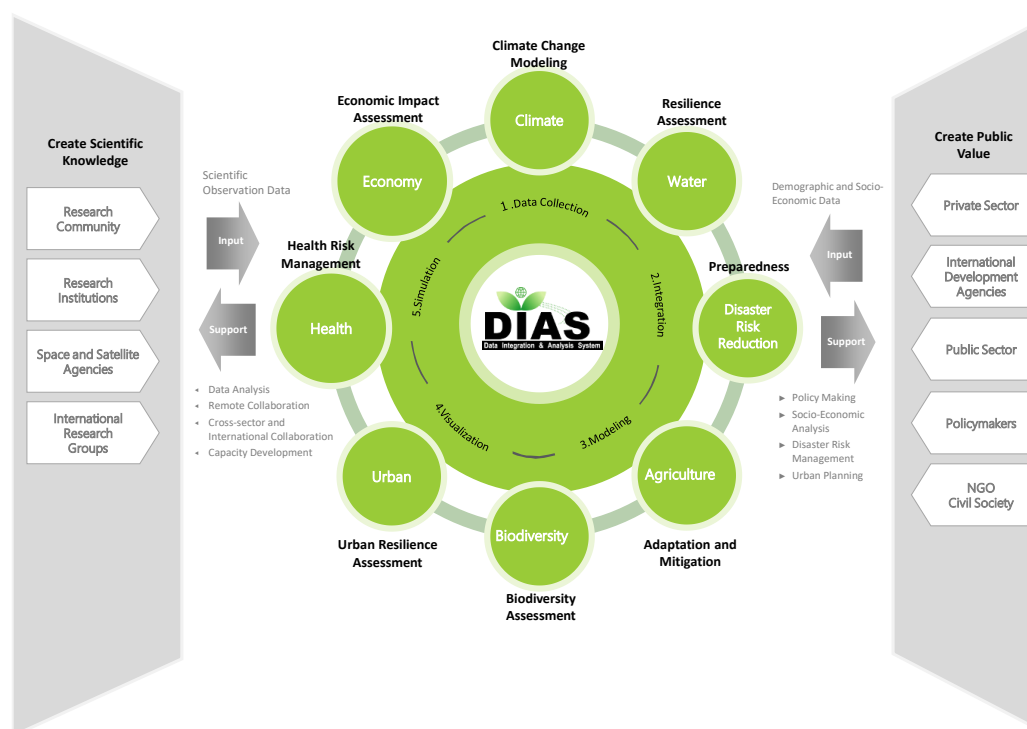 Create Scientific
Knowledge
Research
Community
Research
Institutions
Space and Satellite
Agencies
International
Research
Groups
Scientific
Observation Data
Input
Support
◂ Data Analysis
◂ Remote Collaboration
◂ Cross-sector and
International Collaboration
◂ Capacity Development
Climate Change
Modeling
Climate
Economic Impact
Assessment
Economy
Resilience
Assessment
Water
Health Risk
Management
Health
Preparedness
Disaster
Risk
Reduction
Urban
Urban Resilience
Assessment
Biodiversity
Biodiversity
Assessment
Agriculture
Adaptation and
Mitigation
1 .Data Collection
2.Integration
3.Modeling
4.Visualization
5.Simulation
DIAS
Data Integration & Analysis System
Demographic and Socio-
Economic Data
Input
Support
► Policy Making
► Socio-Economic
Analysis
► Disaster Risk
Management
► Urban Planning
Create Public
Value
Private Sector
International
Development
Agencies
Public Sector
Policymakers
NGO
Civil Society